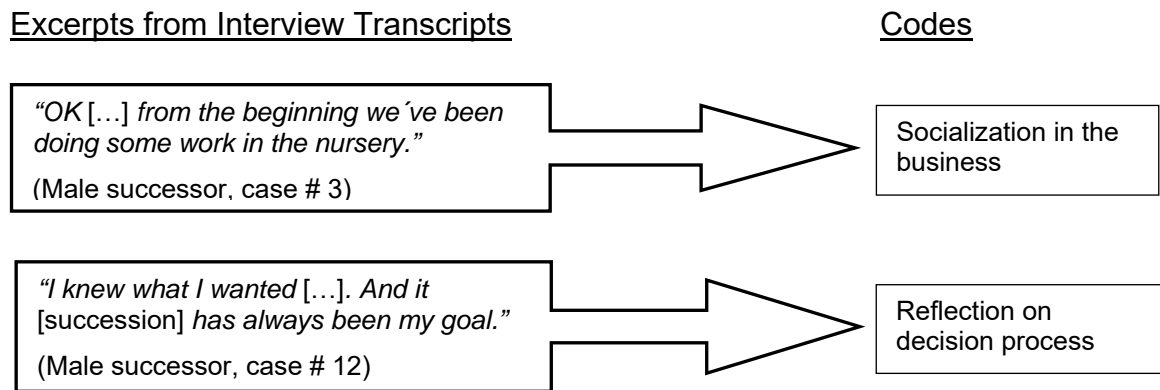 Excerpts from Interview Transcripts
Codes
“OK […] from the beginning we´ve been
doing some work in the nursery.”
(Male successor, case # 3)
Socialization in the
business
“I knew what I wanted […]. And it
[succession] has always been my goal.”
(Male successor, case # 12)
Reflection on
decision process